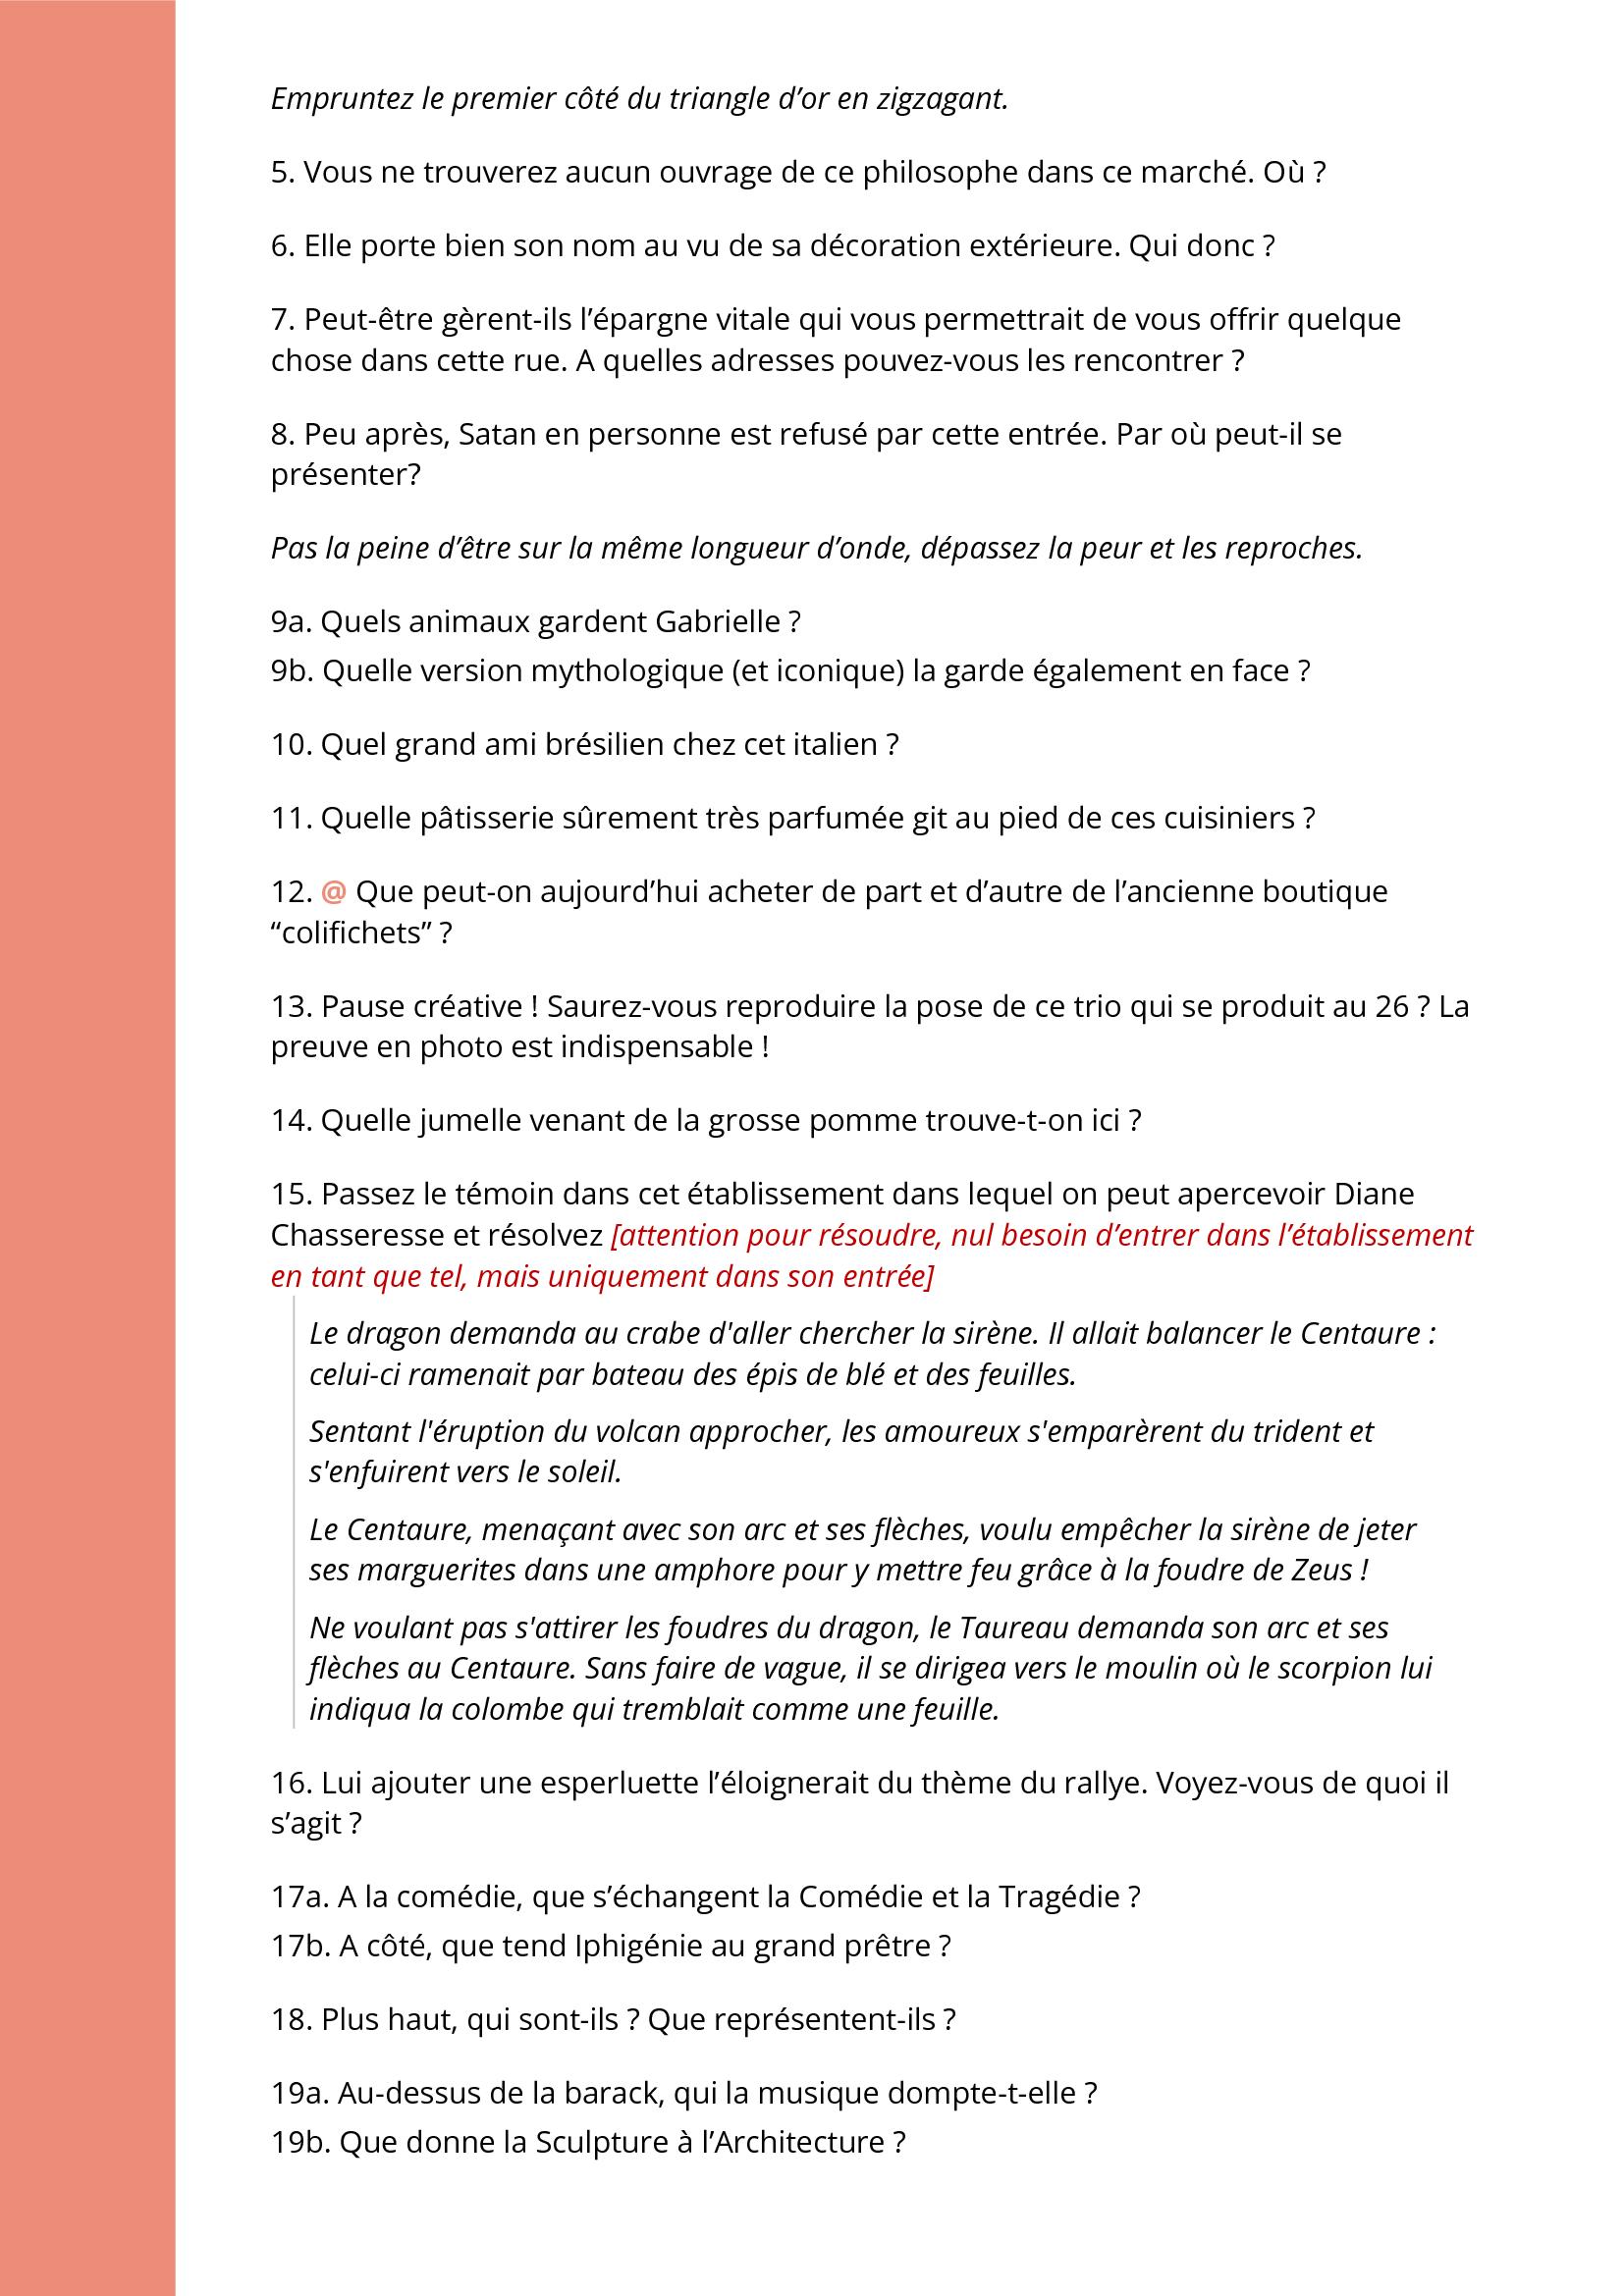 Empruntez le premier côté du triangle d’or en zigzagant.
5. Vous ne trouverez aucun ouvrage de ce philosophe dans ce marché. Où ?
6. Elle porte bien son nom au vu de sa décoration extérieure. Qui donc ?
7. Peut-être gèrent-ils l’épargne vitale qui vous permettrait de vous offrir quelque
chose dans cette rue. A quelles adresses pouvez-vous les rencontrer ?
8. Peu après, Satan en personne est refusé par cette entrée. Par où peut-il se
présenter?
Pas la peine d’être sur la même longueur d’onde, dépassez la peur et les reproches.
9a. Quels animaux gardent Gabrielle ?
9b. Quelle version mythologique (et iconique) la garde également en face ?
10. Quel grand ami brésilien chez cet italien ?
11. Quelle pâtisserie sûrement très parfumée git au pied de ces cuisiniers ?
12. @ Que peut-on aujourd’hui acheter de part et d’autre de l’ancienne boutique
“colifichets” ?
13. Pause créative ! Saurez-vous reproduire la pose de ce trio qui se produit au 26 ? La
preuve en photo est indispensable !
14. Quelle jumelle venant de la grosse pomme trouve-t-on ici ?
15. Passez le témoin dans cet établissement dans lequel on peut apercevoir Diane
Chasseresse et résolvez [attention pour résoudre, nul besoin d’entrer dans l’établissement
en tant que tel, mais uniquement dans son entrée]
Le dragon demanda au crabe d'aller chercher la sirène. Il allait balancer le Centaure :
celui-ci ramenait par bateau des épis de blé et des feuilles.
Sentant l'éruption du volcan approcher, les amoureux s'emparèrent du trident et
s'enfuirent vers le soleil.
Le Centaure, menaçant avec son arc et ses flèches, voulu empêcher la sirène de jeter
ses marguerites dans une amphore pour y mettre feu grâce à la foudre de Zeus !
Ne voulant pas s'attirer les foudres du dragon, le Taureau demanda son arc et ses
flèches au Centaure. Sans faire de vague, il se dirigea vers le moulin où le scorpion lui
indiqua la colombe qui tremblait comme une feuille.
16. Lui ajouter une esperluette l’éloignerait du thème du rallye. Voyez-vous de quoi il
s’agit ?
17a. A la comédie, que s’échangent la Comédie et la Tragédie ?
17b. A côté, que tend Iphigénie au grand prêtre ?
18. Plus haut, qui sont-ils ? Que représentent-ils ?
19a. Au-dessus de la barack, qui la musique dompte-t-elle ?
19b. Que donne la Sculpture à l’Architecture ?